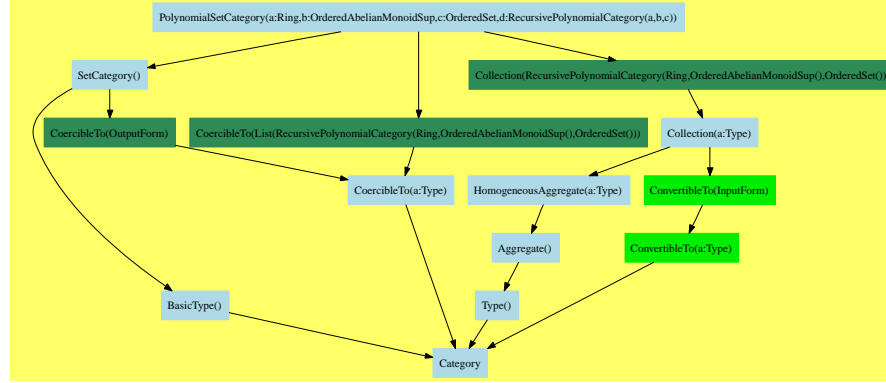 PolynomialSetCategory(a:Ring,b:OrderedAbelianMonoidSup,c:OrderedSet,d:RecursivePolynomialCategory(a,b,c))
SetCategory()
Collection(RecursivePolynomialCategory(Ring,OrderedAbelianMonoidSup(),OrderedSet()))
CoercibleTo(OutputForm)
CoercibleTo(List(RecursivePolynomialCategory(Ring,OrderedAbelianMonoidSup(),OrderedSet())))
Collection(a:Type)
CoercibleTo(a:Type)
HomogeneousAggregate(a:Type)
ConvertibleTo(InputForm)
Aggregate()
ConvertibleTo(a:Type)
BasicType()
Type()
Category